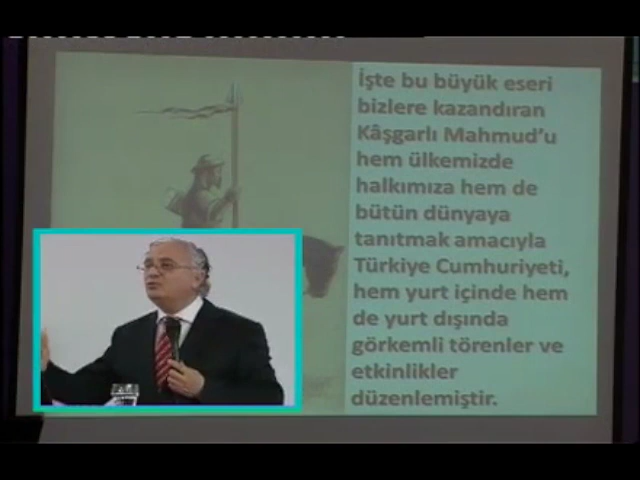 İşte bu büyük eseri
bizlere kazandıran
Kâşgarlı Mahmud'u
hem ülkemizde
halkımıza hem de
bütün dünyaya
tanıtmak amacıyla
Türkiye Cumhuriyeti,
hem yurt içinde hem
de yurt dışında
görkemli törenler ve
etkinlikler
düzenlemiştir.